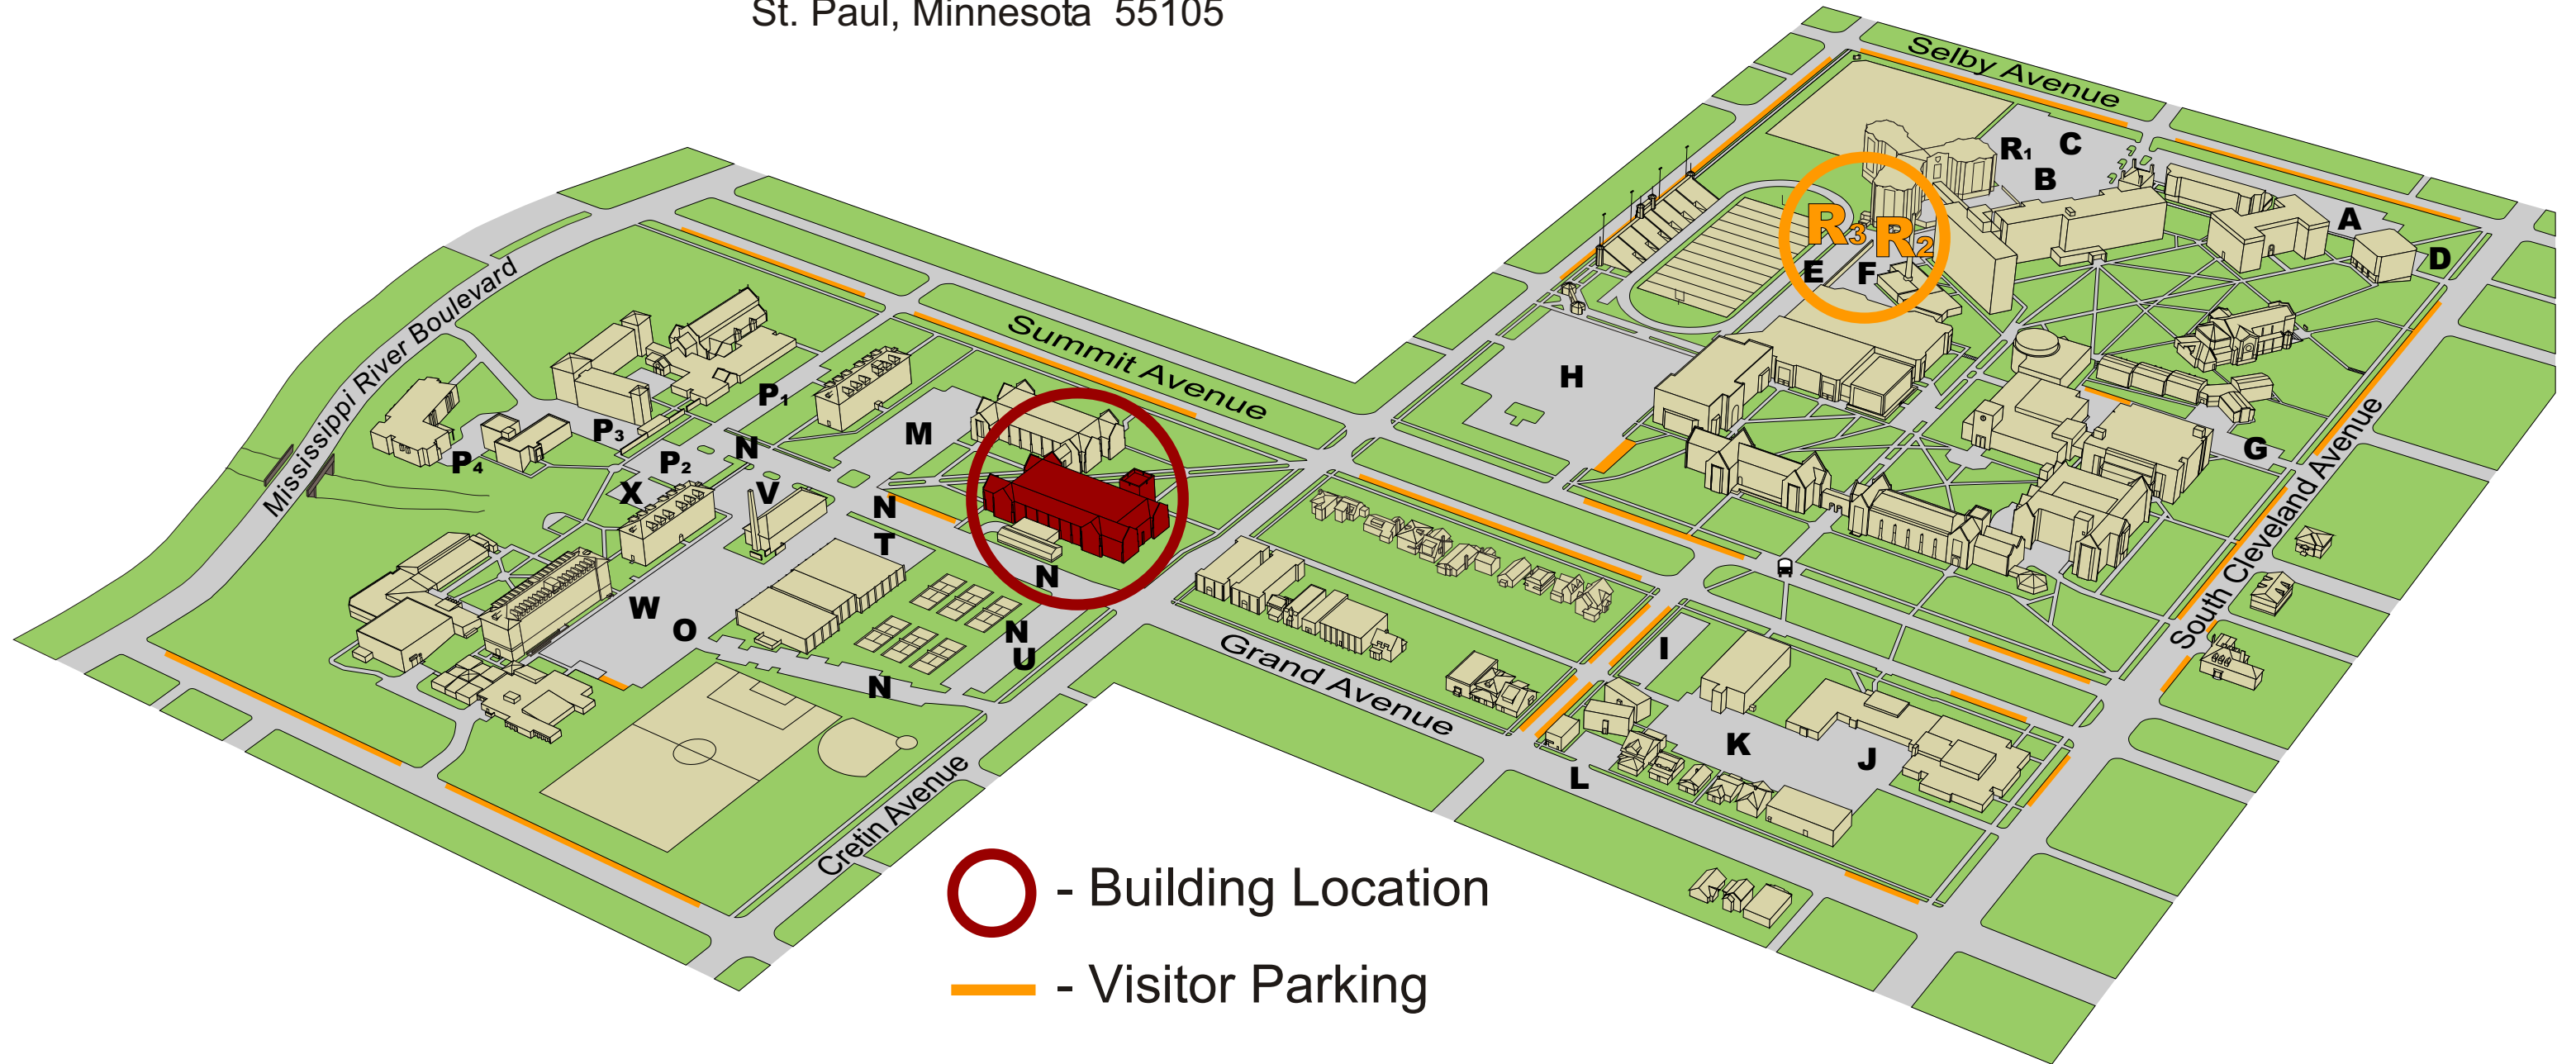 St. Paul, Minnesota 55105
Selby Avenue
R1
C
B
A
D
R3
R2
E
F
Mississippi River Boulevard
Summit Avenue
H
P1
M
P3
N
P4
P2
G
South Cleveland Avenue
X
V
N
T
N
W
O
N
U
I
Grand Avenue
N
K
J
L
Cretin Avenue
- Building Location
- Visitor Parking